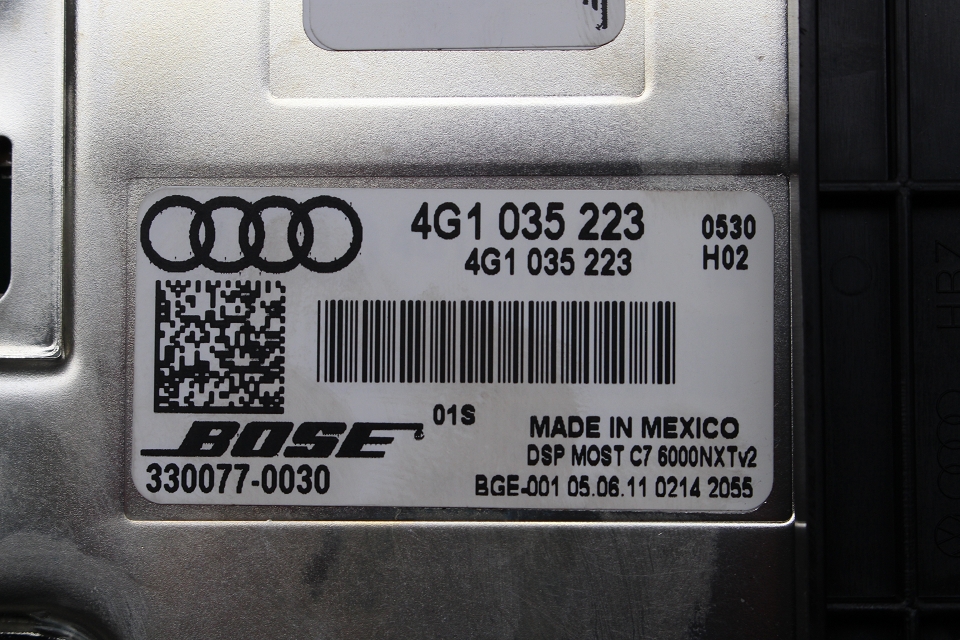 4G1 035 223
0530
4G1 035 223
H02
01S
BOSE
MADE IN MEXICO
DSP MOST C7 6000NXTv2
330077-0030
BGE-001 05.06.11 0214 2055